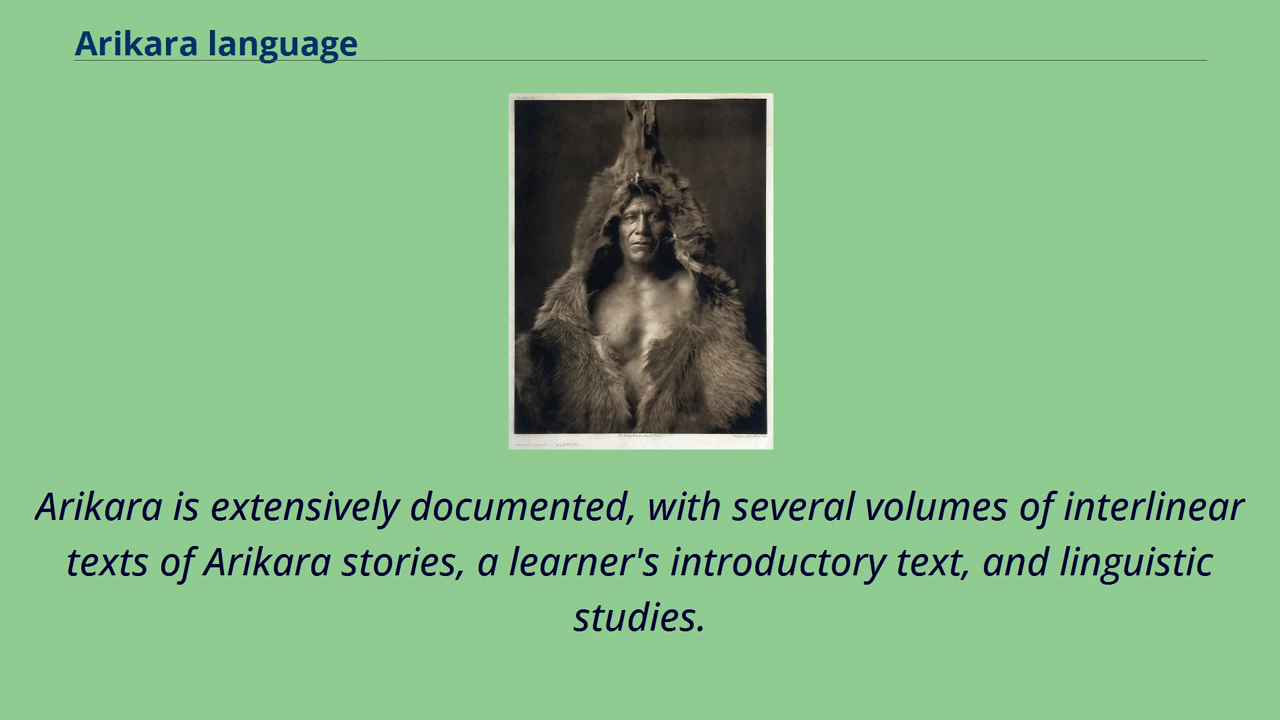 Arikara language
Arikara is extensively documented, with several volumes of interlinear
texts of Arikara stories, a learner's introductory text, and linguistic
studies.